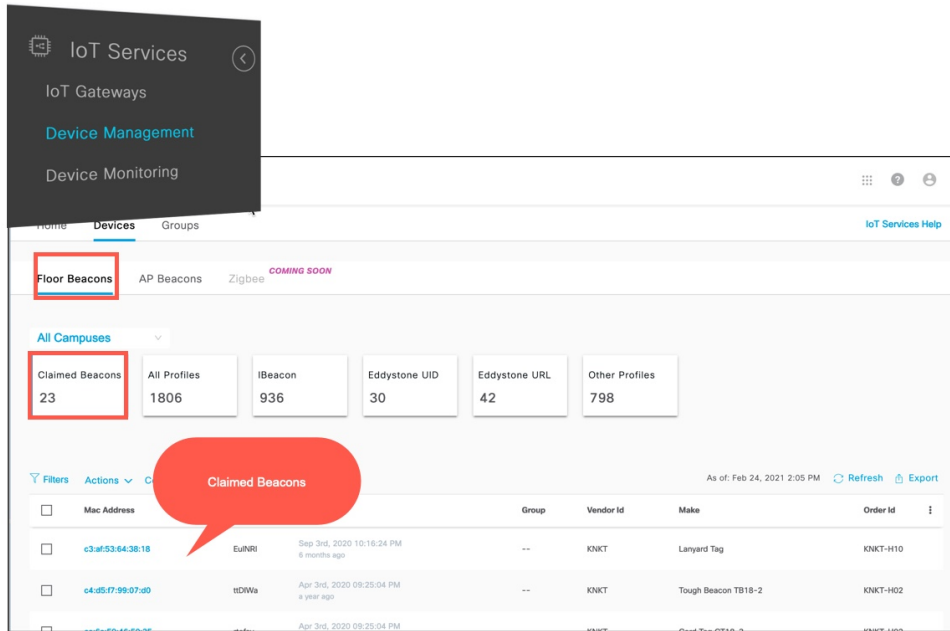 IoT Services
IoT Gateways
Device Management
Device Monitoring
Home Devices Groups IoT Services Help
Floor Beacons AP Beacons Zigbee COMING SOON
All Campuses
Claimed Beacons All Profiles IBeacon Eddystone UID Eddystone URL Other Profiles
23 1806 936 30 42 798
Filters Actions Claimed Beacons As of: Feb 24, 2021 2:05 PM Refresh Export
Mac Address Group Vendor Id Make Order Id
c3:af:53:64:38:18 EulNRI Sep 3rd, 2020 10:16:24 PM -- KNKT Lanyard Tag KNKT-H10
6 months ago
c4:d5:f7:99:07:d0 ttDIWa Apr 3rd, 2020 09:25:04 PM -- KNKT Tough Beacon TB18-2 KNKT-H02
a year ago
Apr 3rd, 2020 09:25:04 PM